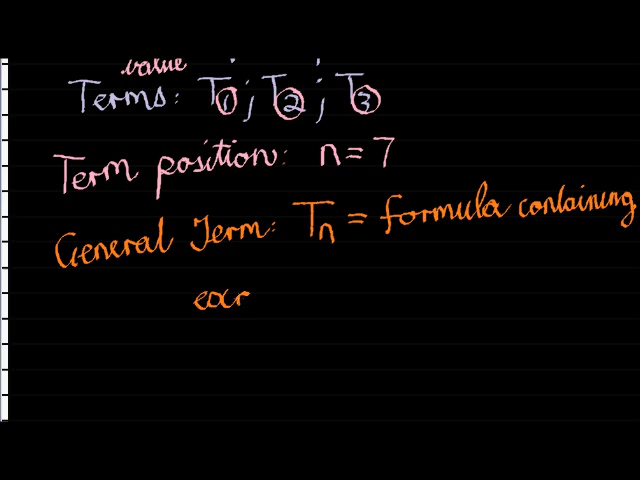 value
Terms: T1; T2; T3
Term position: n = 7
General Term: Tn = formula containing